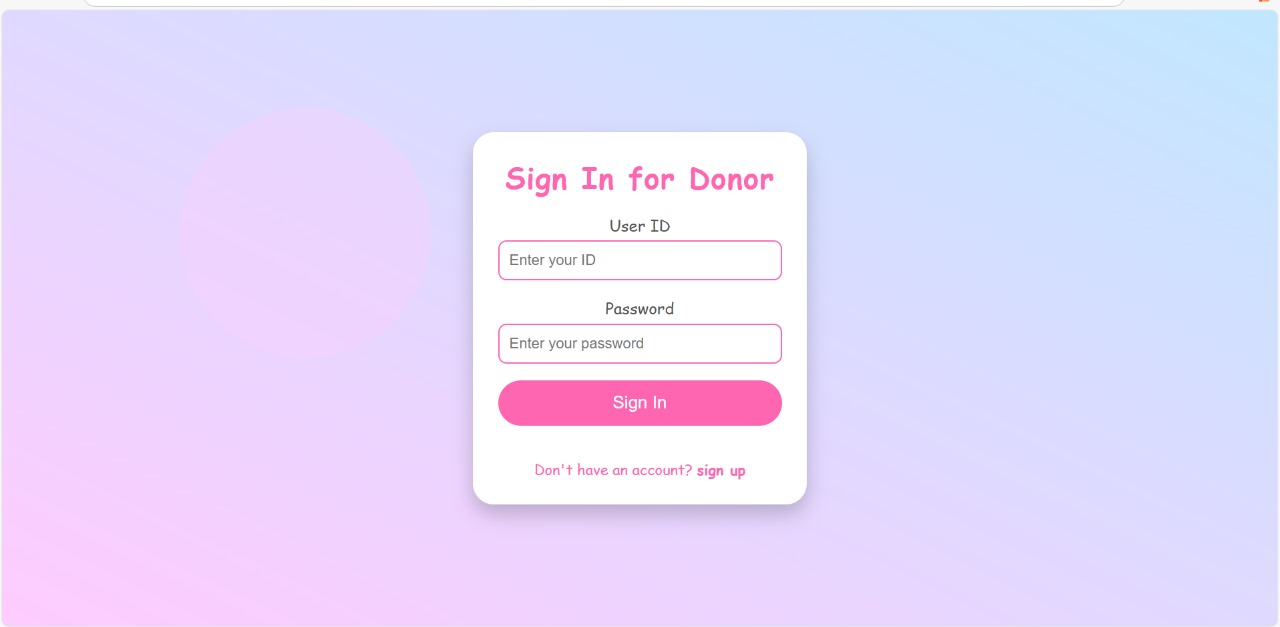 Sign In for Donor
User ID
Enter your ID
Password
Enter your password
Sign In
Don't have an account? sign up